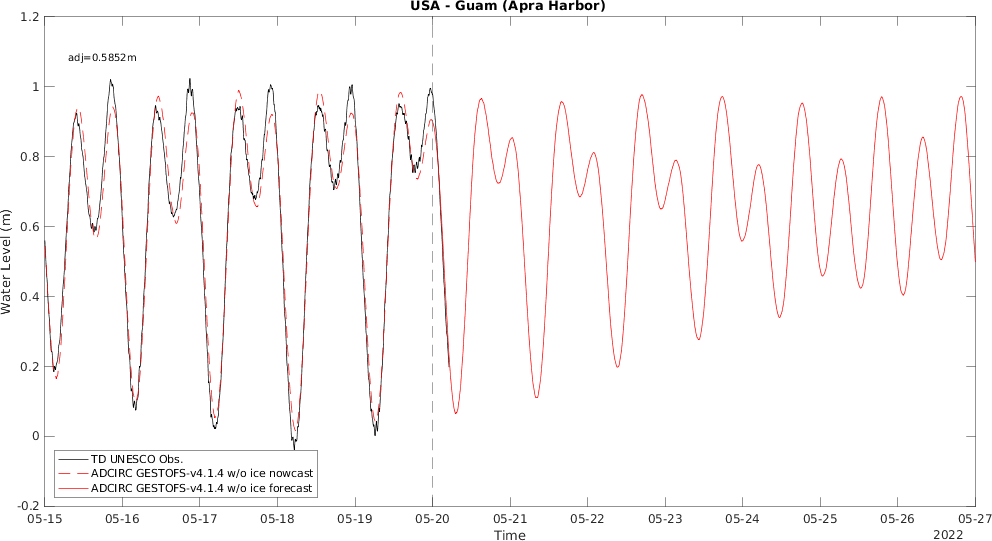 USA - Guam (Apra Harbor)
adj=0.5852m
Water Level (m)
1.2
1
0.8
0.6
0.4
0.2
0
-0.2
TD UNESCO Obs.
ADCIRC GESTOFS-v4.1.4 w/o ice nowcast
ADCIRC GESTOFS-v4.1.4 w/o ice forecast
05-15 05-16 05-17 05-18 05-19 05-20 05-21 05-22 05-23 05-24 05-25 05-26 05-27
Time
2022